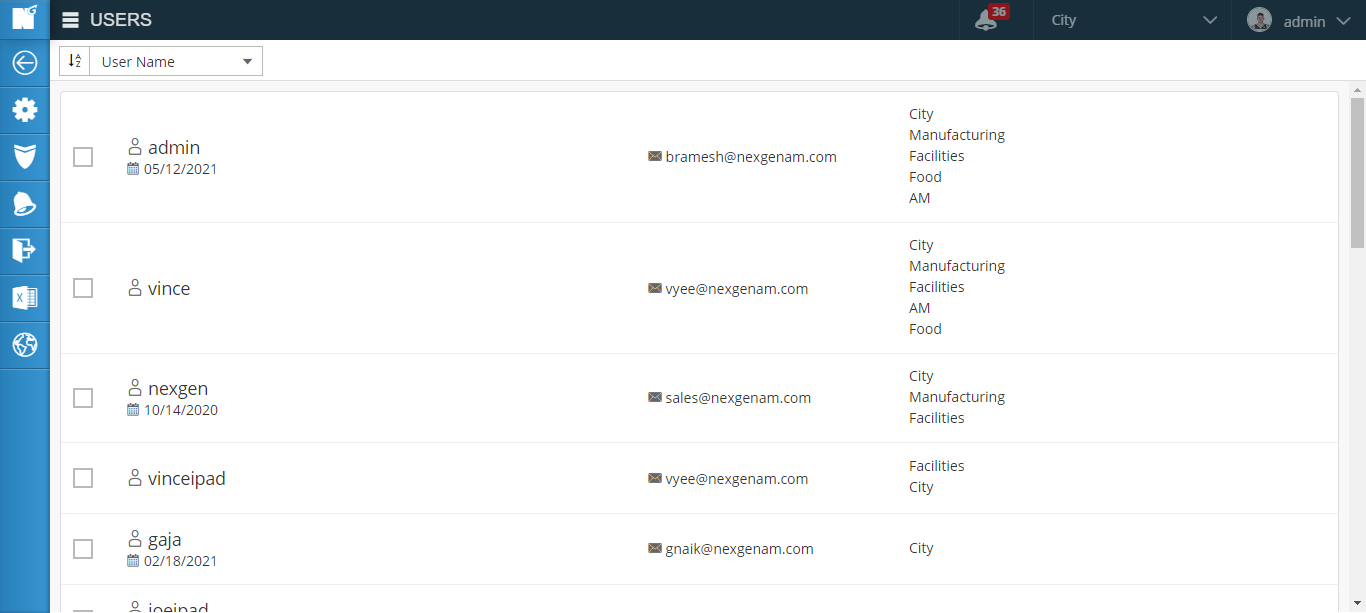 USERS
36
City
admin
User Name
admin
05/12/2021
bramesh@nexgenam.com
City
Manufacturing
Facilities
Food
AM
vince
vyee@nexgenam.com
City
Manufacturing
Facilities
AM
Food
nexgen
10/14/2020
sales@nexgenam.com
City
Manufacturing
Facilities
vinceipad
vyee@nexgenam.com
Facilities
City
gaja
02/18/2021
gnaik@nexgenam.com
City
joeipad